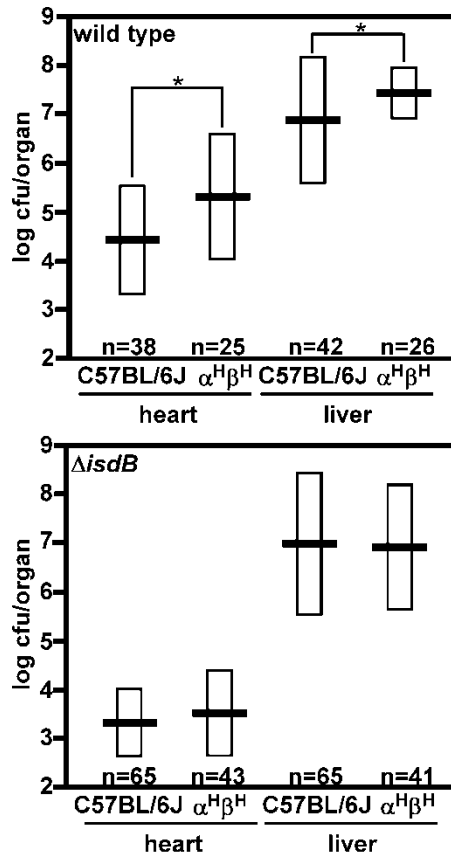 9
wild type
*
*
8
7
log cfu/organ
6
5
4
3
n=38 n=25 n=42 n=26
2
C57BL/6J αᴴβᴴ C57BL/6J αᴴβᴴ
heart liver
9
ΔisdB
8
7
log cfu/organ
6
5
4
3
n=65 n=43 n=65 n=41
2
C57BL/6J αᴴβᴴ C57BL/6J αᴴβᴴ
heart liver